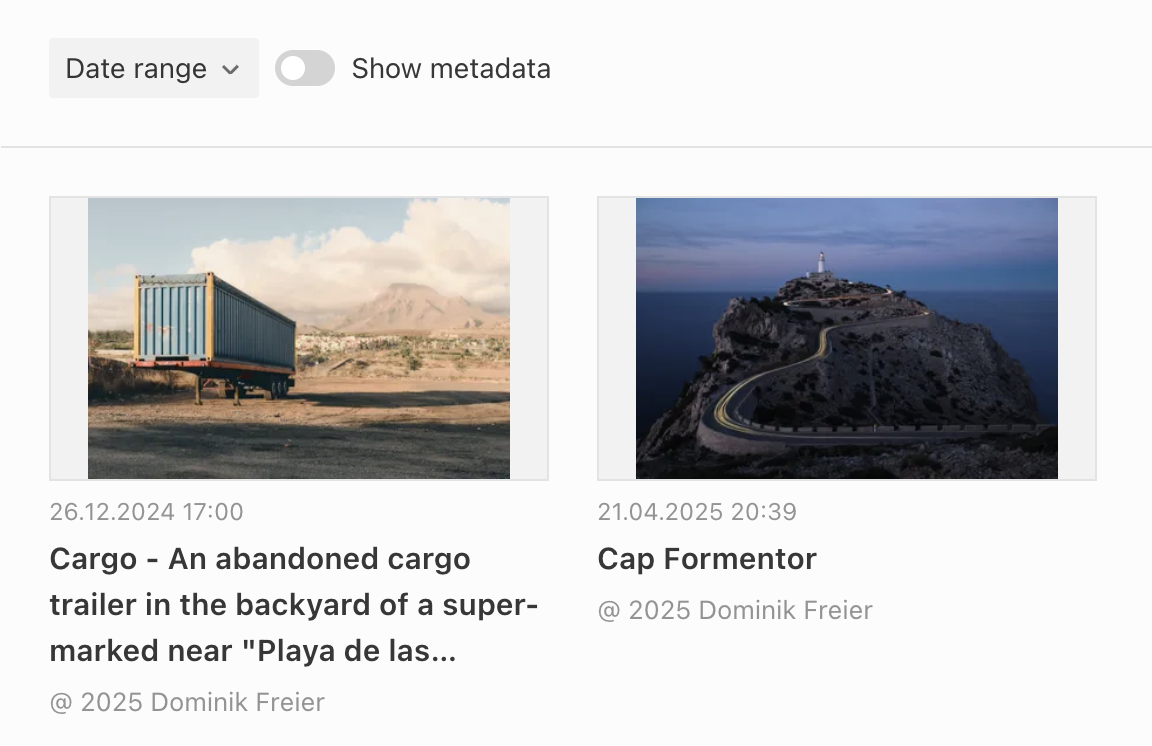 Date range
Show metadata
26.12.2024 17:00
Cargo - An abandoned cargo
trailer in the backyard of a super-
marked near "Playa de las...
@ 2025 Dominik Freier
21.04.2025 20:39
Cap Formentor
@ 2025 Dominik Freier